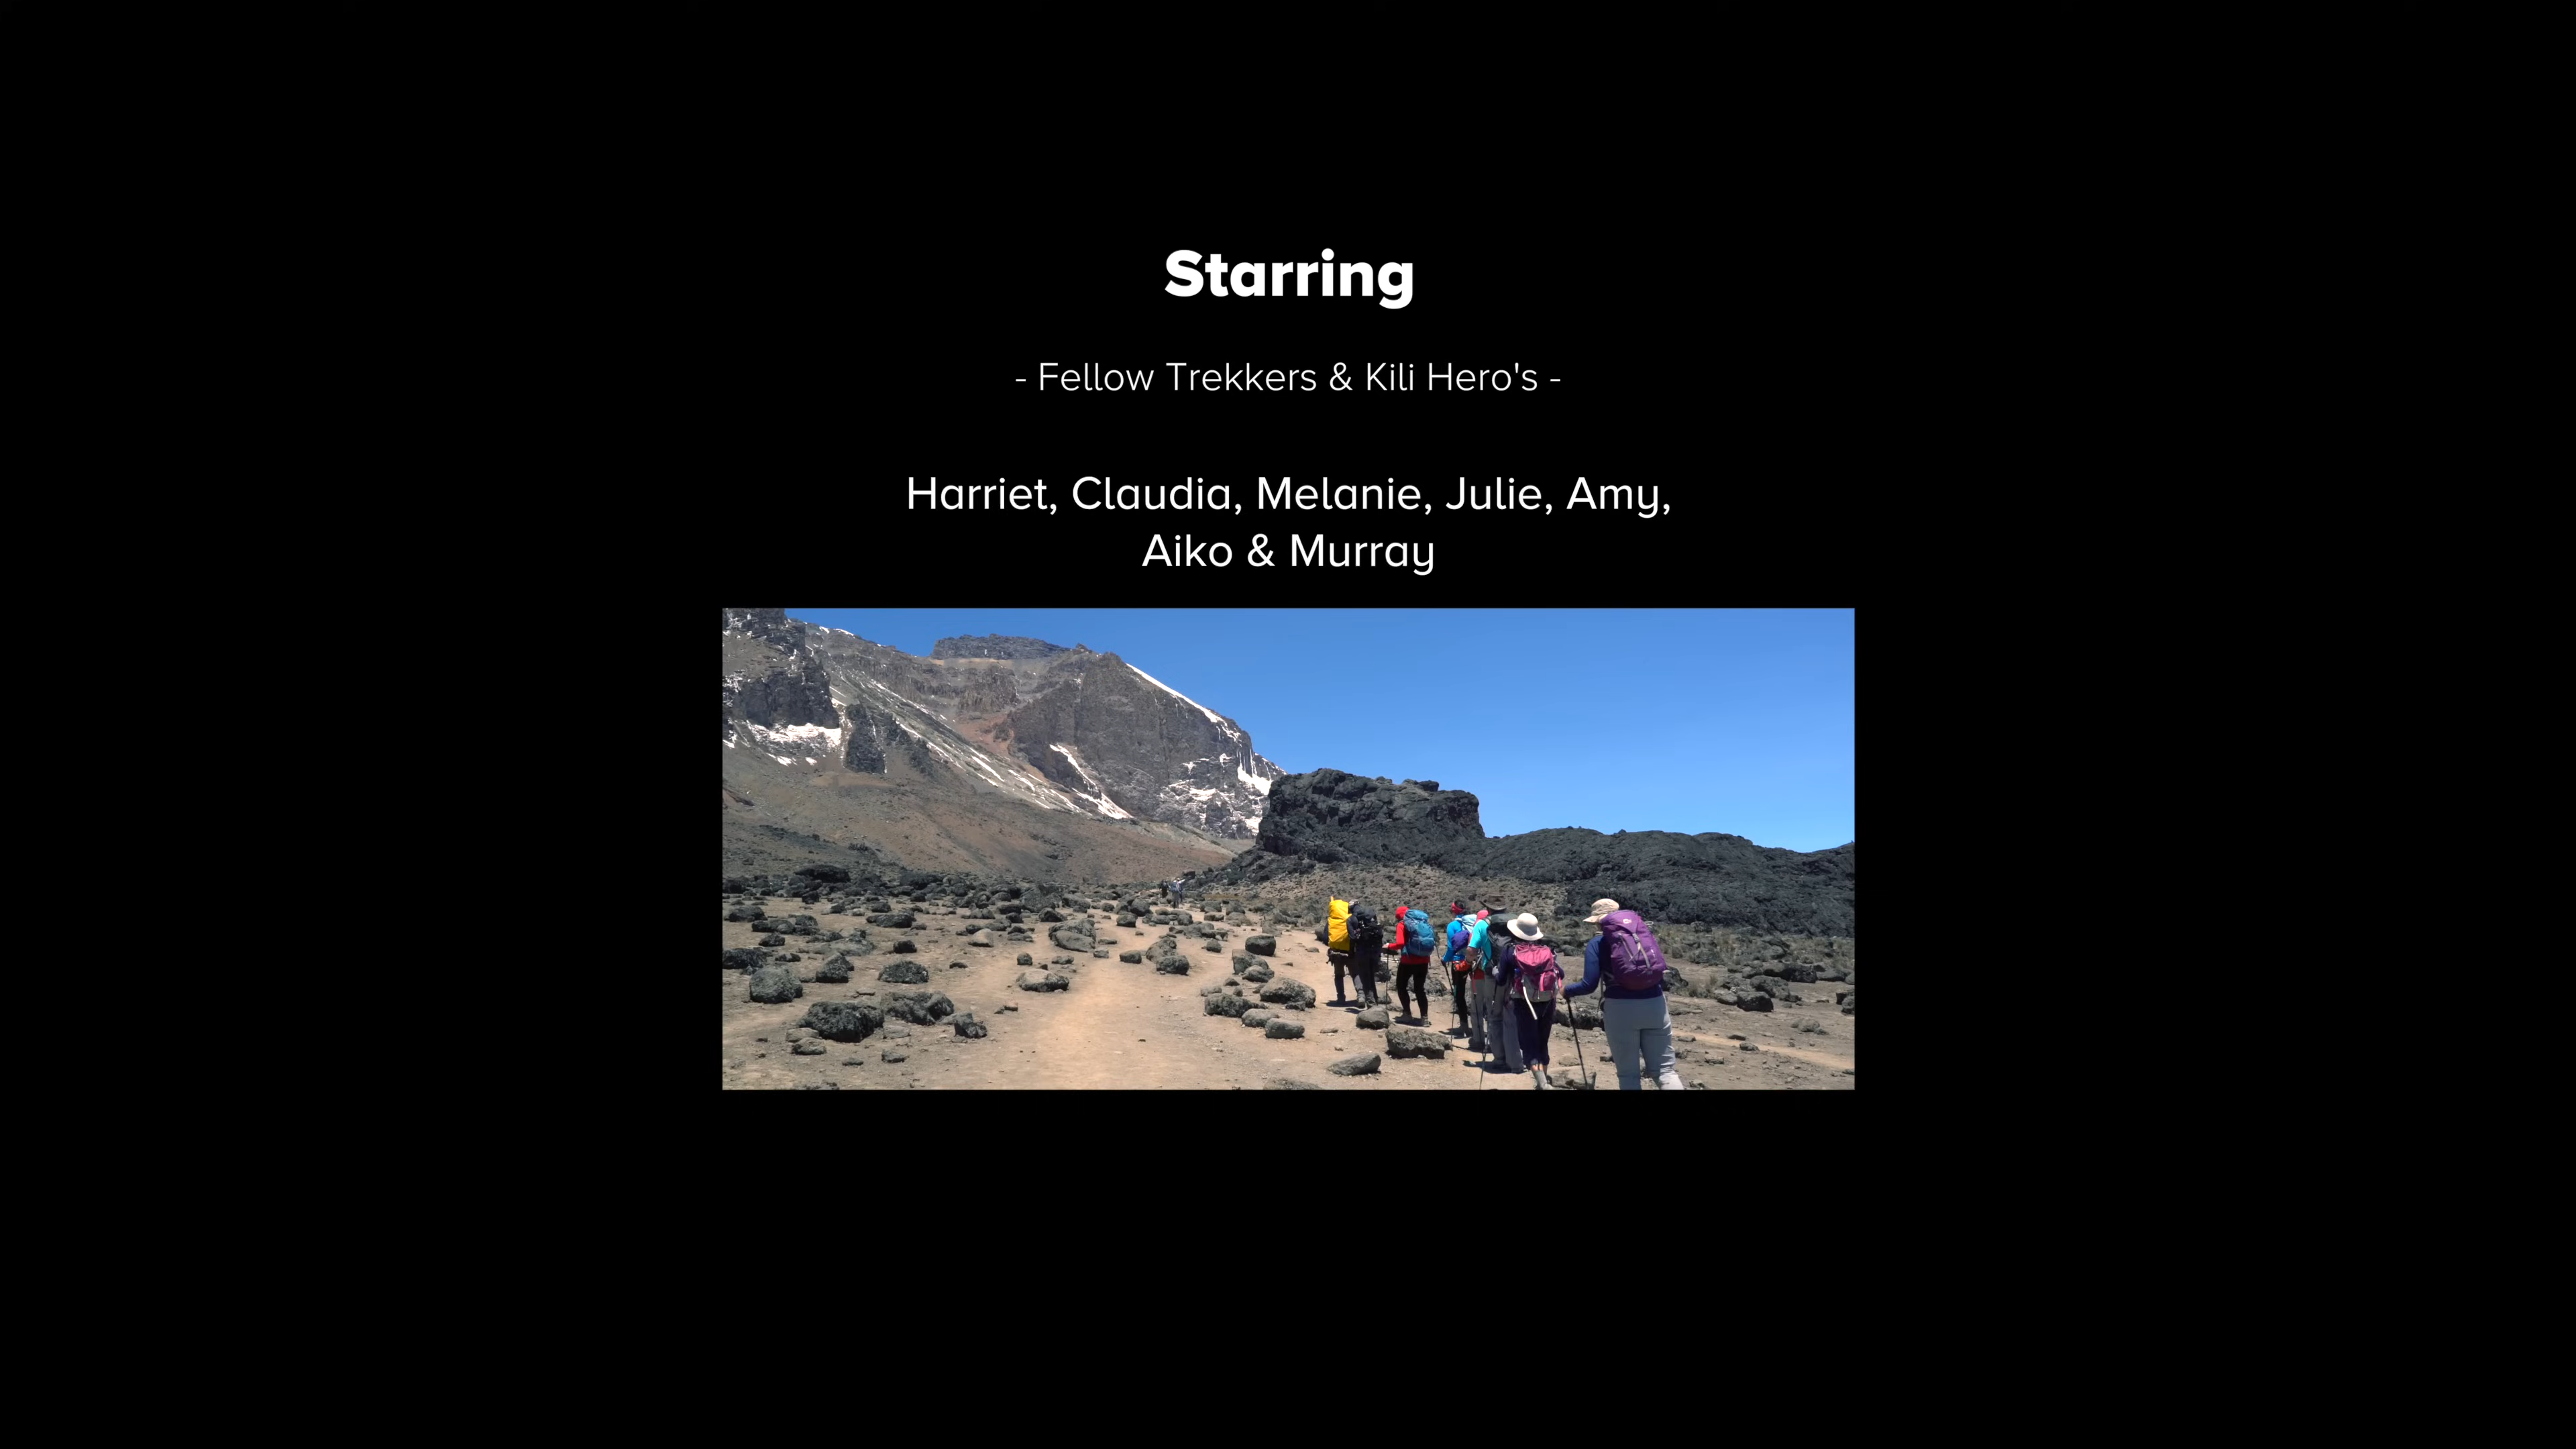 Starring
- Fellow Trekkers & Kili Hero's -
Harriet, Claudia, Melanie, Julie, Amy,
Aiko & Murray